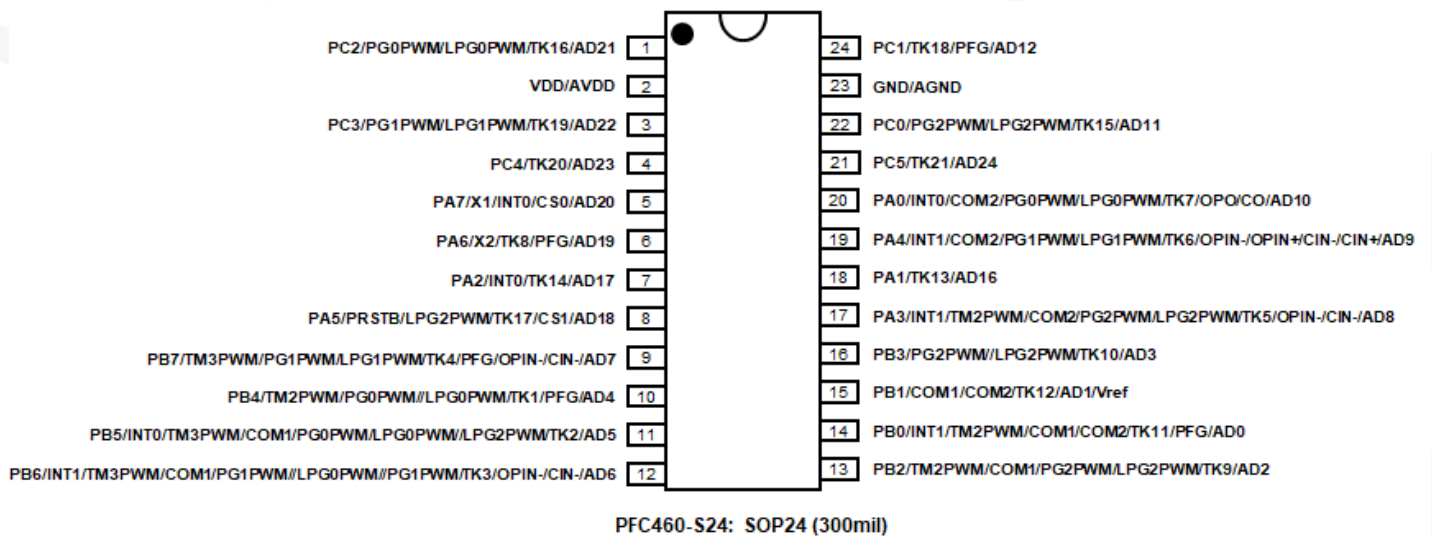 PC2/PG0PWM/LPG0PWM/TK16/AD21 1
24 PC1/TK18/PFG/AD12
VDD/AVDD 2
23 GND/AGND
PC3/PG1PWM/LPG1PWM/TK19/AD22 3
22 PC0/PG2PWM/LPG2PWM/TK15/AD11
PC4/TK20/AD23 4
21 PC5/TK21/AD24
PA7/X1/INT0/CS0/AD20 5
20 PA0/INT0/COM2/PG0PWM/LPG0PWM/TK7/OPO/CO/AD10
PA6/X2/TK8/PFG/AD19 6
19 PA4/INT1/COM2/PG1PWM/LPG1PWM/TK6/OPIN-/OPIN+/CIN-/CIN+/AD9
PA2/INT0/TK14/AD17 7
18 PA1/TK13/AD16
PA5/PRSTB/LPG2PWM/TK17/CS1/AD18 8
17 PA3/INT1/TM2PWM/COM2/PG2PWM/LPG2PWM/TK5/OPIN-/CIN-/AD8
PB7/TM3PWM/PG1PWM/LPG1PWM/TK4/PFG/OPIN-/CIN-/AD7 9
16 PB3/PG2PWM//LPG2PWM/TK10/AD3
PB4/TM2PWM/PG0PWM//LPG0PWM/TK1/PFG/AD4 10
15 PB1/COM1/COM2/TK12/AD1/Vref
PB5/INT0/TM3PWM/COM1/PG0PWM/LPG0PWM//LPG2PWM/TK2/AD5 11
14 PB0/INT1/TM2PWM/COM1/COM2/TK11/PFG/AD0
PB6/INT1/TM3PWM/COM1/PG1PWM//LPG0PWM//PG1PWM/TK3/OPIN-/CIN-/AD6 12
13 PB2/TM2PWM/COM1/PG2PWM/LPG2PWM/TK9/AD2
PFC460-S24: SOP24 (300mil)